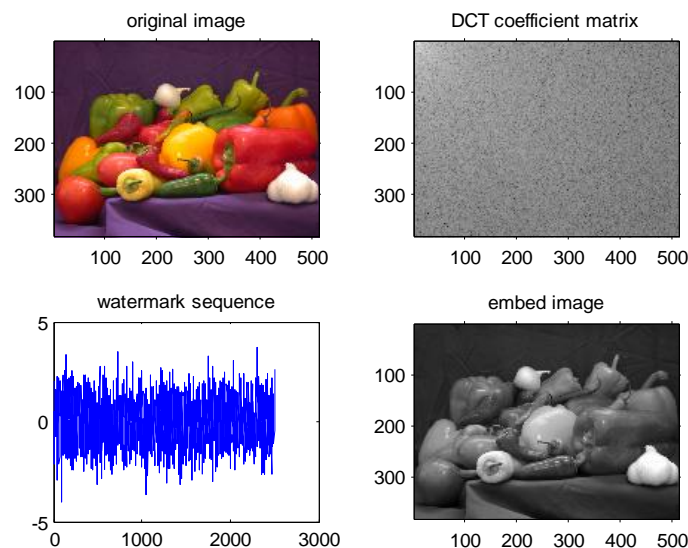 original image
100
200
300
100 200 300 400 500
DCT coefficient matrix
100
200
300
100 200 300 400 500
watermark sequence
5
0
-5
0 1000 2000 3000
embed image
100
200
300
100 200 300 400 500